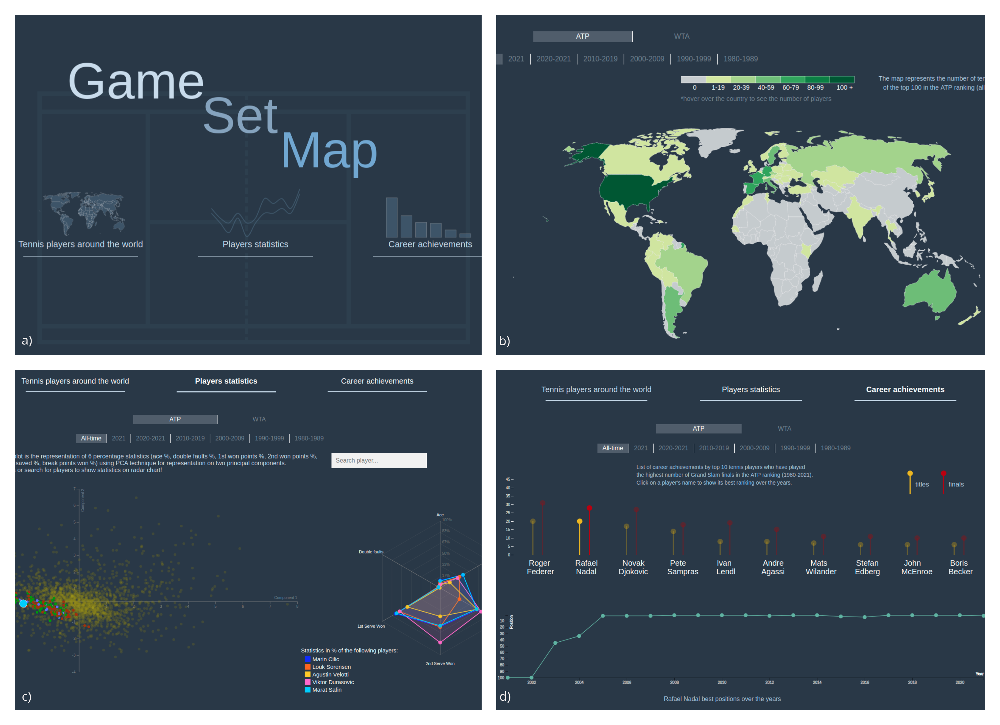 Game
Set
Map
Tennis players around the world
Players statistics
Career achievements
a)
ATP
WTA
2021
2020-2021
2010-2019
2000-2009
1990-1999
1980-1989
0
1-19
20-39
40-59
60-79
80-99
100 +
*hover over the country to see the number of players
The map represents the number of ten
of the top 100 in the ATP ranking (all
b)
Tennis players around the world
Players statistics
Career achievements
ATP
WTA
All-time
2021
2020-2021
2010-2019
2000-2009
1990-1999
1980-1989
plot is the representation of 6 percentage statistics (ace %, double faults %, 1st won points %, 2nd won points %,
saved %, break points won %) using PCA technique for representation on two principal components.
s or search for players to show statistics on radar chart!
Search player...
7
6
5
4
3
2
1
-1
-2
-3
-4
Component 2
Component 1
2
3
4
5
6
7
8
Ace
100%
83%
67%
50%
33%
17%
Double faults
1st Serve Won
2nd Serve Won
Statistics in % of the following players:
Marin Cilic
Louk Sorensen
Agustin Velotti
Viktor Durasovic
Marat Safin
c)
Tennis players around the world
Players statistics
Career achievements
ATP
WTA
All-time
2021
2020-2021
2010-2019
2000-2009
1990-1999
1980-1989
List of career achievements by top 10 tennis players who have played
the highest number of Grand Slam finals in the ATP ranking (1980-2021).
Click on a player's name to show its best ranking over the years.
titles
finals
45
40
35
30
25
20
15
10
5
0
Roger
Federer
Rafael
Nadal
Novak
Djokovic
Pete
Sampras
Ivan
Lendl
Andre
Agassi
Mats
Wilander
Stefan
Edberg
John
McEnroe
Boris
Becker
Position
10
20
30
40
50
60
70
80
90
100
Year
2002
2004
2006
2008
2010
2012
2014
2016
2018
2020
Rafael Nadal best positions over the years
d)